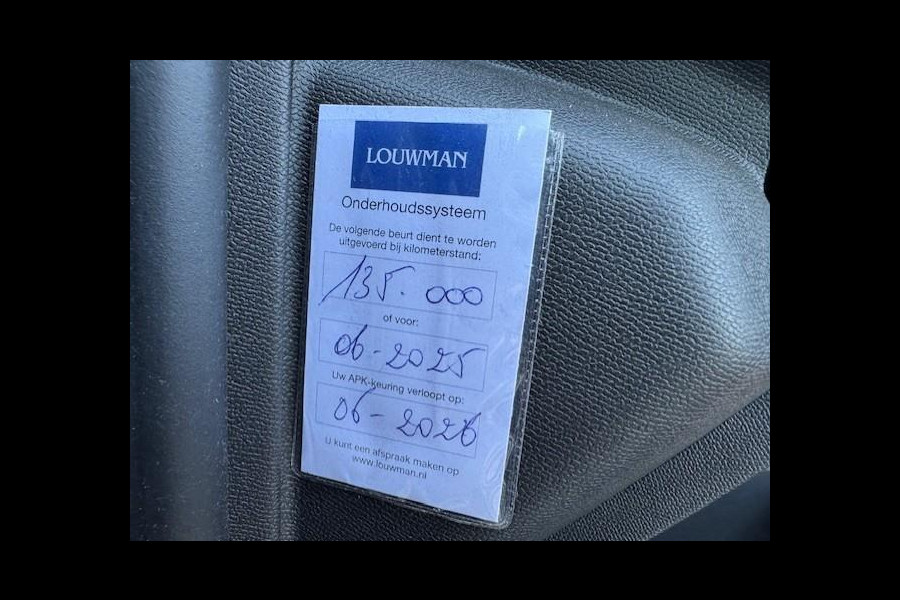 LOUWMAN
Onderhoudssysteem
De volgende beurt dient te worden
uitgevoerd bij kilometerstand:
135.000
of voor:
06-2025
Uw APK-keuring verloopt op:
06-2026
U kunt een afspraak maken op
www.louwman.nl